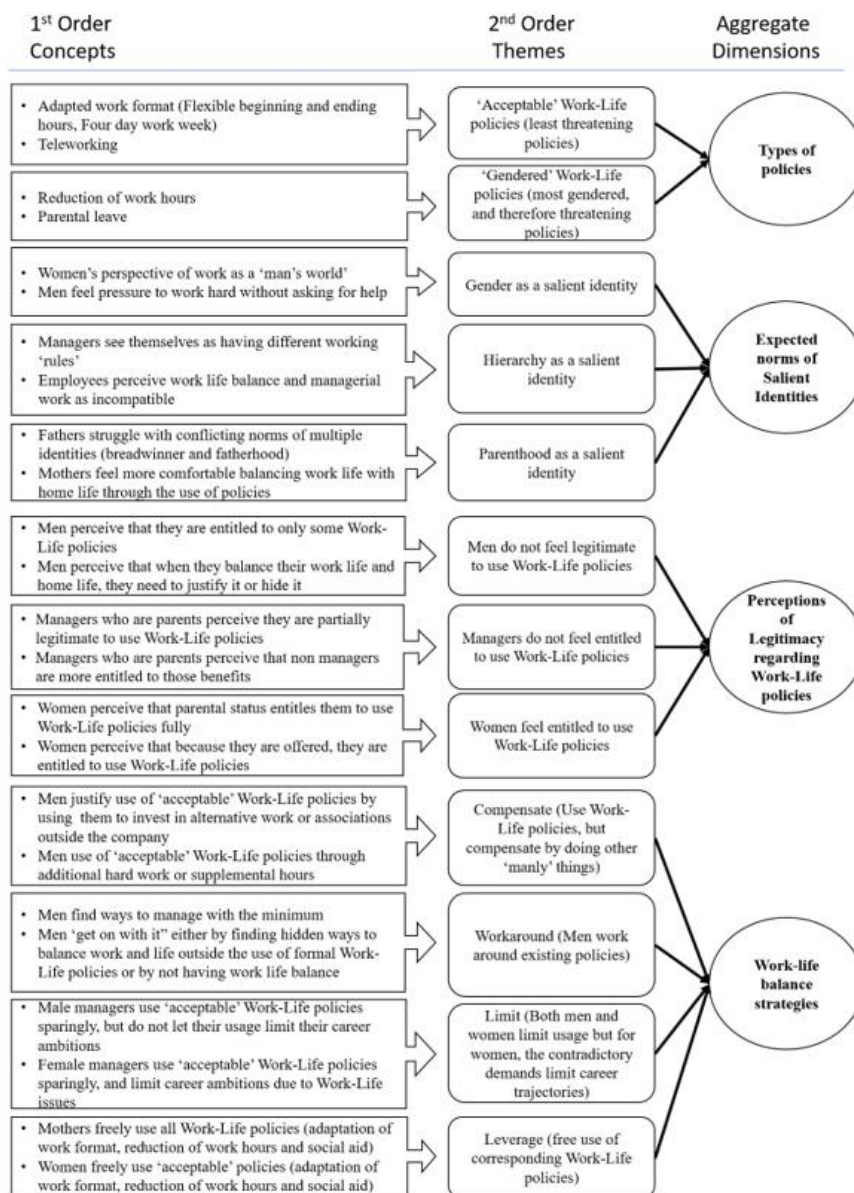 1st Order
Concepts
2nd Order
Themes
Aggregate
Dimensions
• Adapted work format (Flexible beginning and ending
hours, Four day work week)
• Teleworking
'Acceptable' Work-Life
policies (least threatening
policies)
Types of
policies
• Reduction of work hours
• Parental leave
'Gendered' Work-Life
policies (most gendered,
and therefore threatening
policies)
• Women's perspective of work as a 'man's world'
• Men feel pressure to work hard without asking for help
Gender as a salient identity
• Managers see themselves as having different working
'rules'
• Employees perceive work life balance and managerial
work as incompatible
Hierarchy as a salient
identity
Expected
norms of
Salient
Identities
• Fathers struggle with conflicting norms of multiple
identities (breadwinner and fatherhood)
• Mothers feel more comfortable balancing work life with
home life through the use of policies
Parenthood as a salient
identity
• Men perceive that they are entitled to only some Work-
Life policies
• Men perceive that when they balance their work life and
home life, they need to justify it or hide it
Men do not feel legitimate
to use Work-Life policies
• Managers who are parents perceive they are partially
legitimate to use Work-Life policies
• Managers who are parents perceive that non managers
are more entitled to those benefits
Managers do not feel entitled
to use Work-Life policies
Perceptions
of
Legitimacy
regarding
Work-Life
policies
• Women perceive that parental status entitles them to use
Work-Life policies fully
• Women perceive that because they are offered, they are
entitled to use Work-Life policies
Women feel entitled to use
Work-Life policies
• Men justify use of 'acceptable' Work-Life policies by
using them to invest in alternative work or associations
outside the company
• Men use of 'acceptable' Work-Life policies through
additional hard work or supplemental hours
Compensate (Use Work-
Life policies, but
compensate by doing other
'manly' things)
• Men find ways to manage with the minimum
• Men 'get on with it" either by finding hidden ways to
balance work and life outside the use of formal Work-
Life policies or by not having work life balance
Workaround (Men work
around existing policies)
Work-life
balance
strategies
• Male managers use 'acceptable' Work-Life policies
sparingly, but do not let their usage limit their career
ambitions
• Female managers use 'acceptable' Work-Life policies
sparingly, and limit career ambitions due to Work-Life
issues
Limit (Both men and
women limit usage but for
women, the contradictory
demands limit career
trajectories)
• Mothers freely use all Work-Life policies (adaptation of
work format, reduction of work hours and social aid)
• Women freely use 'acceptable' policies (adaptation of
work format, reduction of work hours and social aid)
Leverage (free use of
corresponding Work-Life
policies)